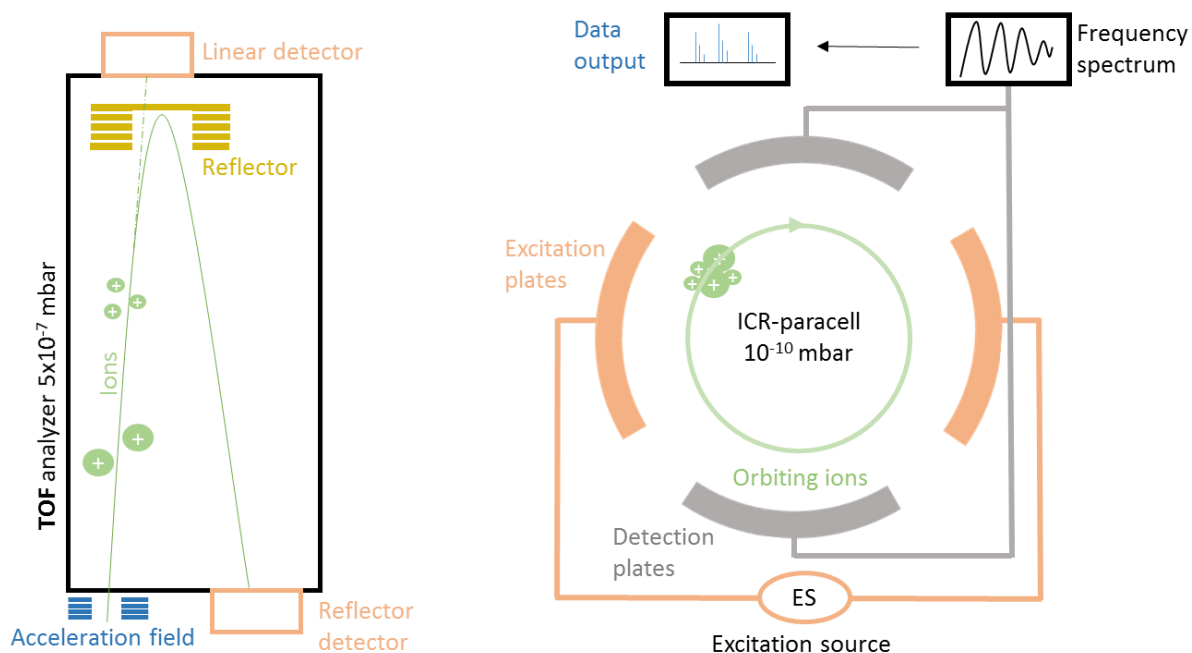 Linear detector
Reflector
TOF analyzer 5x10⁻⁷ mbar
Ions
+
+
+
+
+
Acceleration field
Reflector
detector
Data
output
Frequency
spectrum
Excitation
plates
+
+
+
+
+
ICR-paracell
10⁻¹⁰ mbar
Orbiting ions
Detection
plates
ES
Excitation source